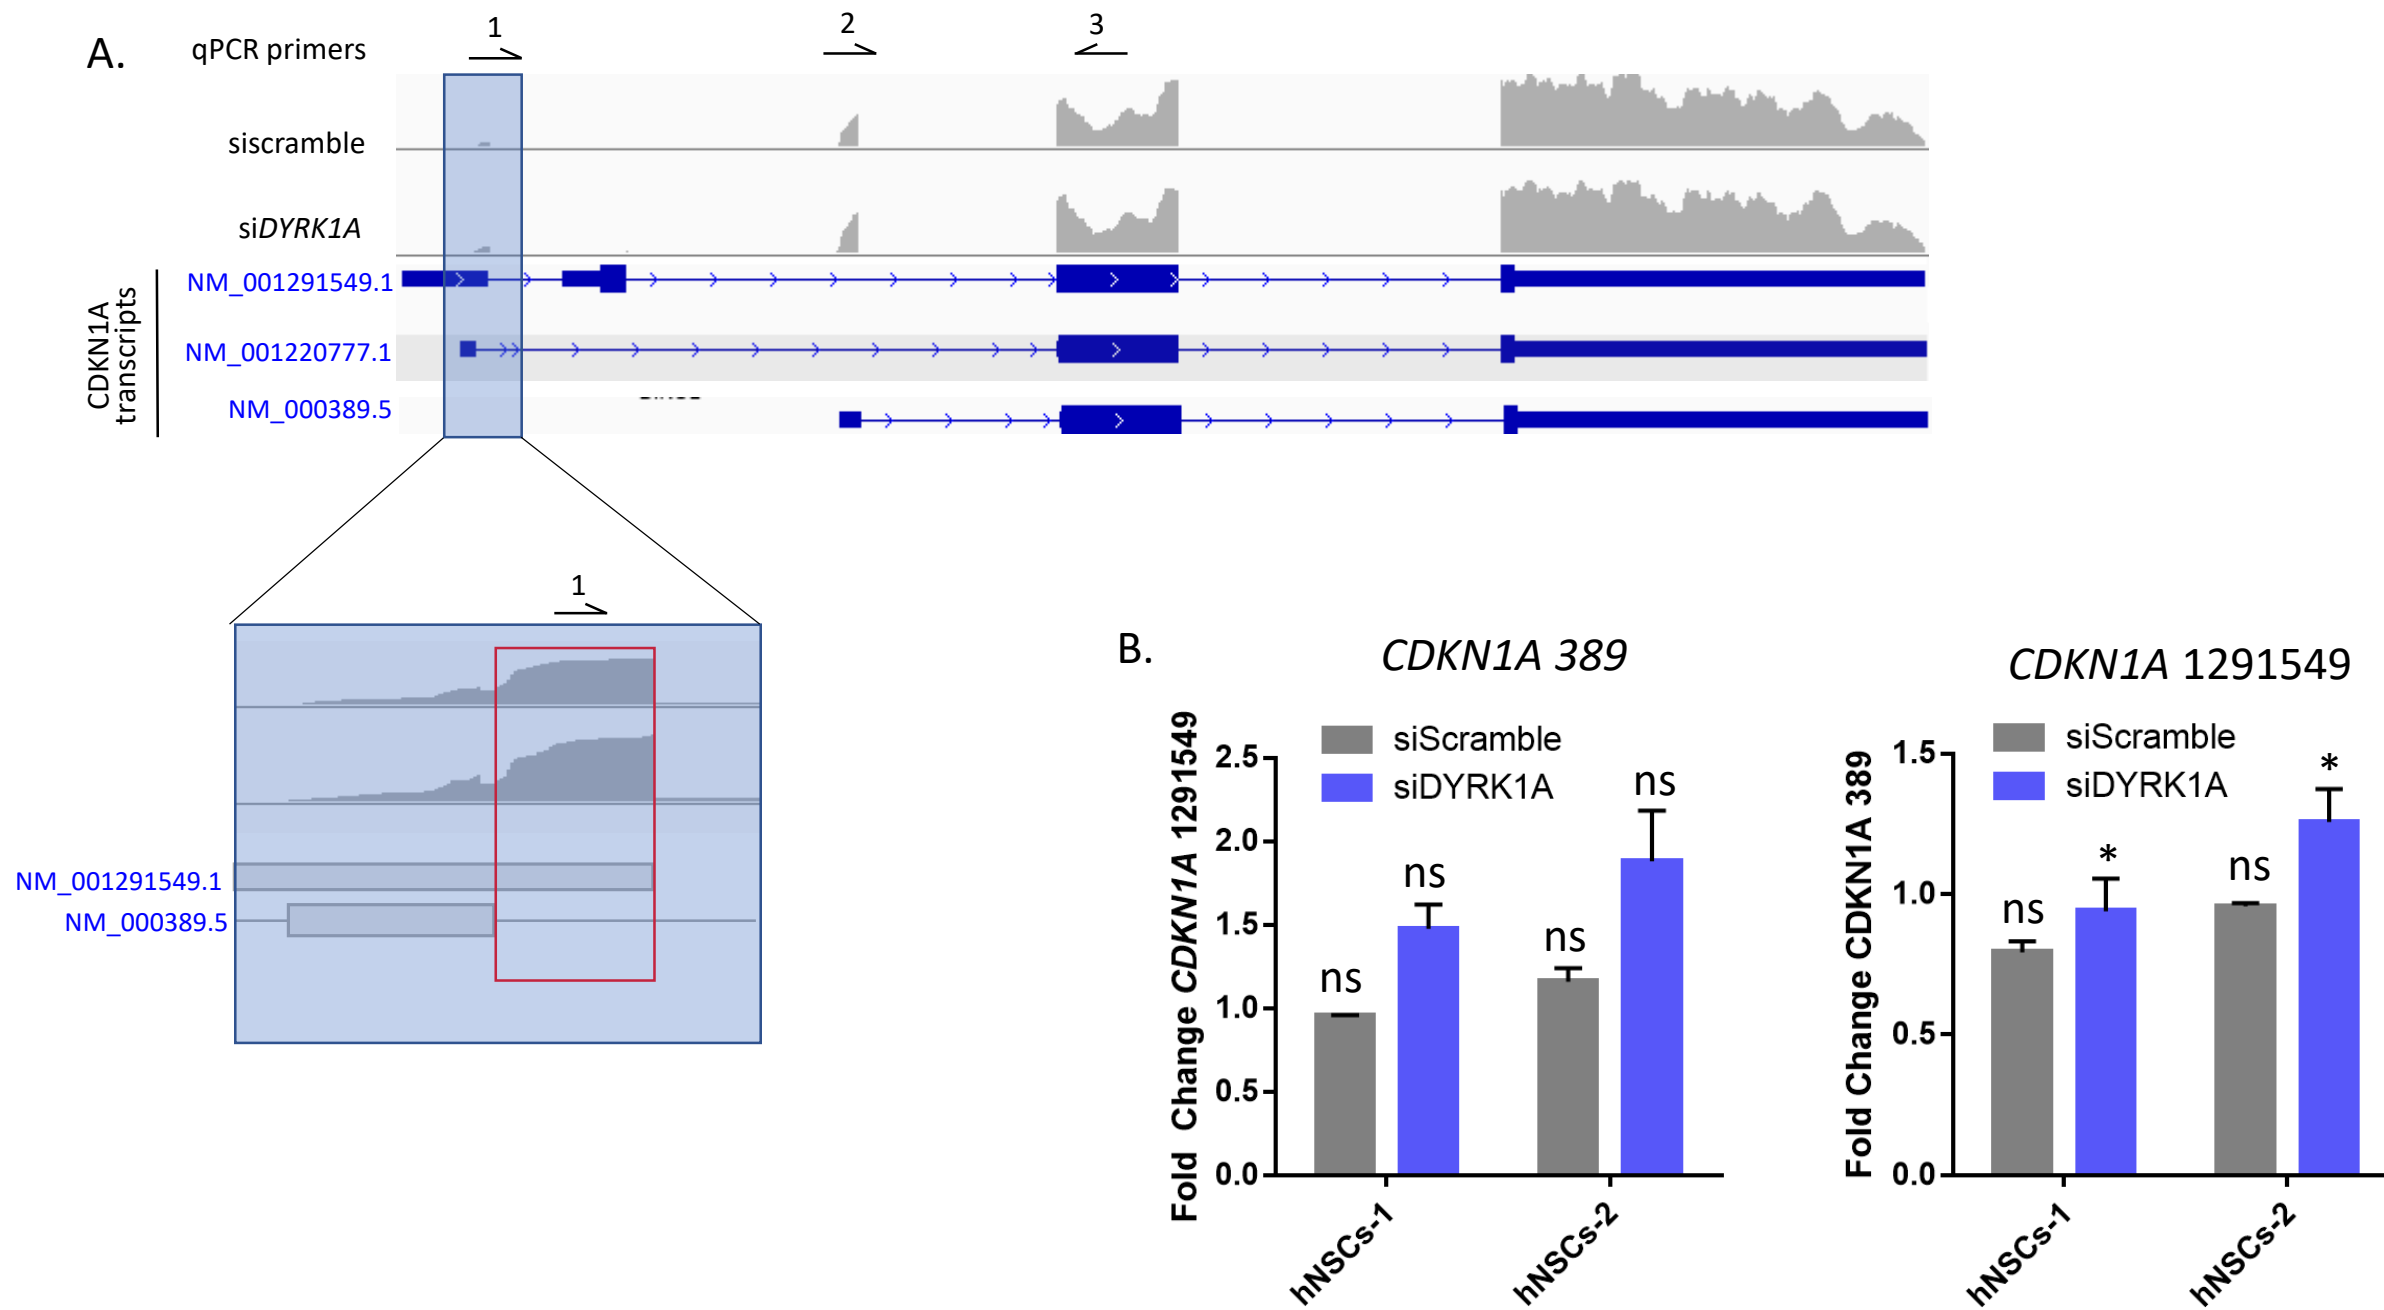 A.
qPCR primers
1
2
3
siscramble
siDYRK1A
CDKN1A
transcripts
NM_001291549.1
NM_001220777.1
NM_000389.5
1
NM_001291549.1
NM_000389.5
B.
CDKN1A 389
Fold Change CDKN1A 1291549
siScramble
siDYRK1A
2.5
2.0
1.5
1.0
0.5
0.0
ns
ns
ns
ns
hNSCs-1
hNSCs-2
CDKN1A 1291549
Fold Change CDKN1A 389
siScramble
siDYRK1A
1.5
1.0
0.5
0.0
ns
*
ns
*
hNSCs-1
hNSCs-2